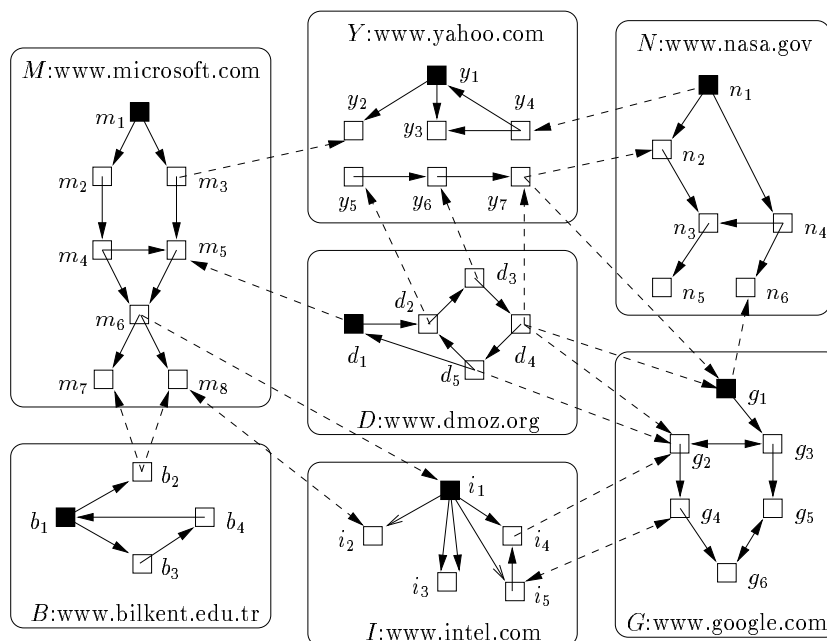 M:www.microsoft.com
m1
m2
m3
m4
m5
m6
m7
m8
Y:www.yahoo.com
y1
y2
y3
y4
y5
y6
y7
N:www.nasa.gov
n1
n2
n3
n4
n5
n6
d3
d2
d1
d4
d5
D:www.dmoz.org
b2
b1
b4
b3
B:www.bilkent.edu.tr
i1
i2
i4
i3
i5
I:www.intel.com
g1
g2
g3
g4
g5
g6
G:www.google.com